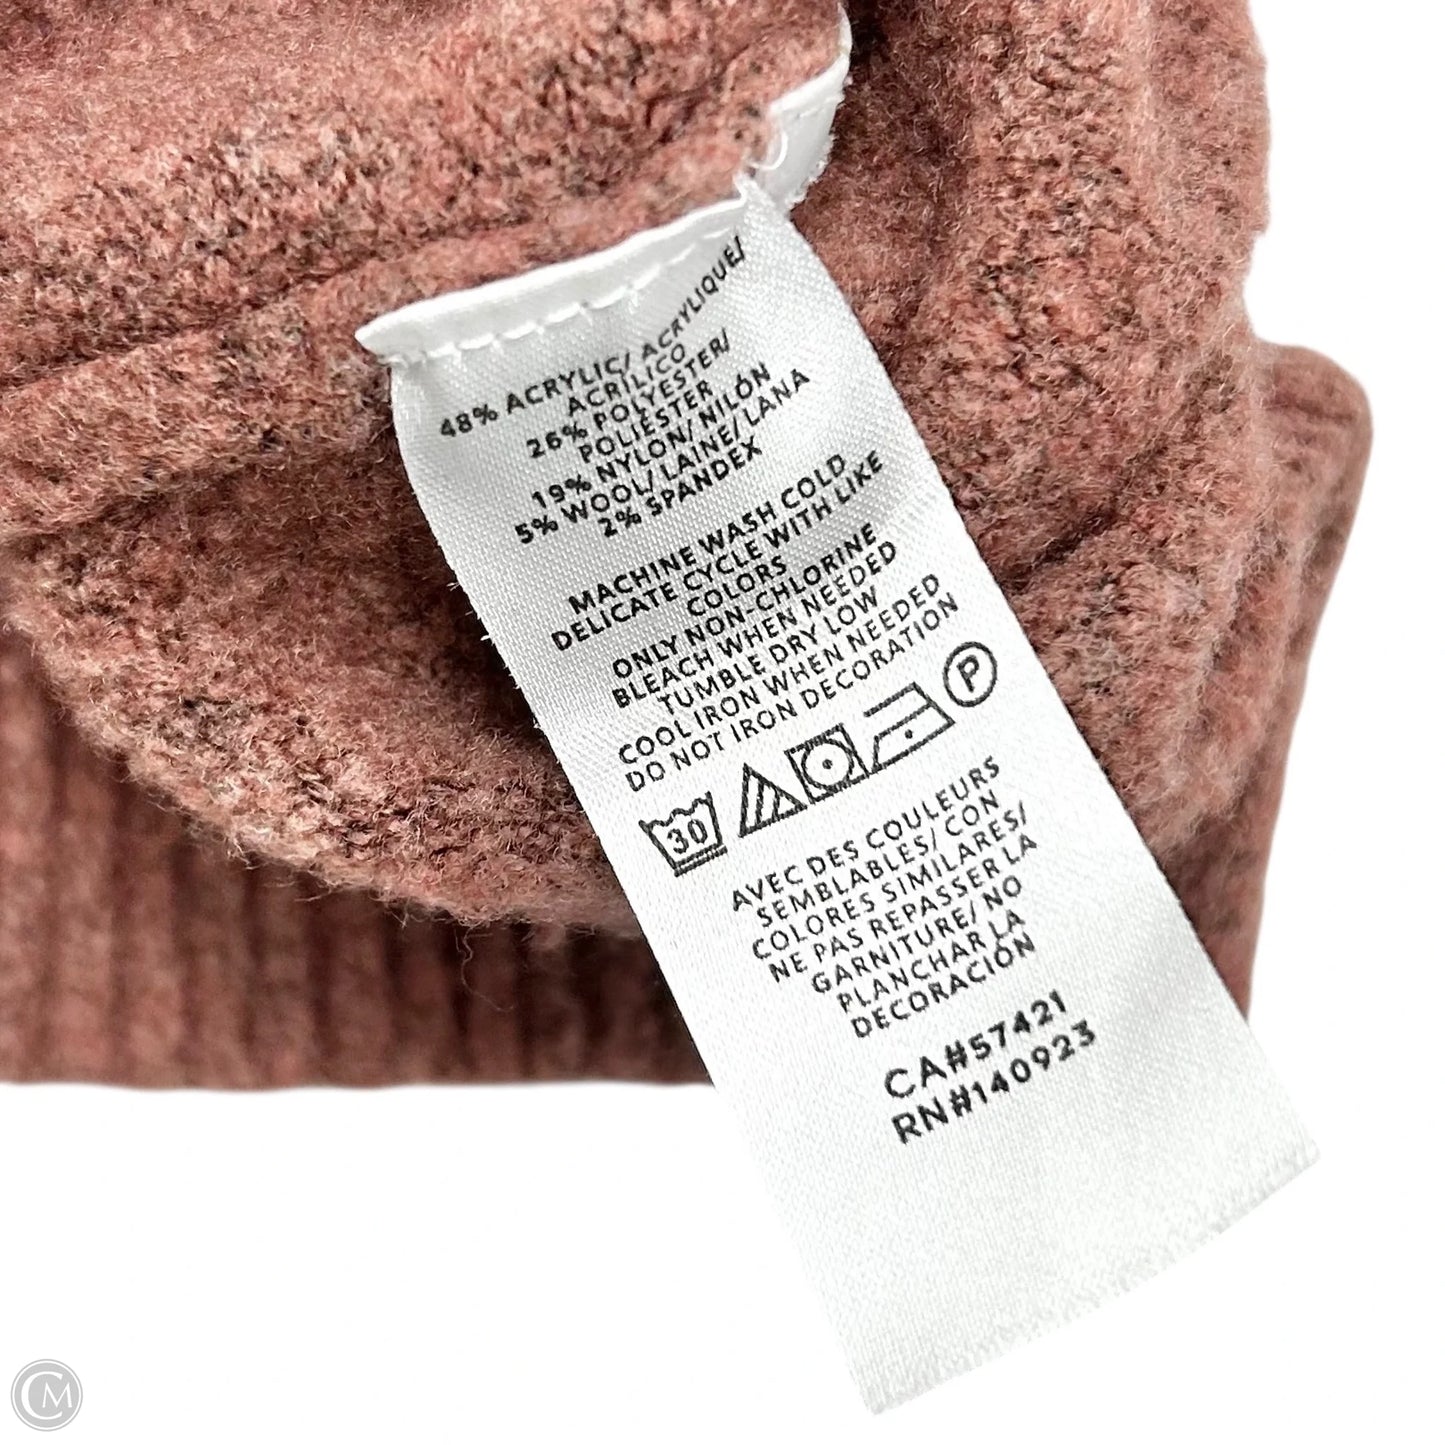 48% ACRYLIC/ ACRYLIQUE/
ACRÍLICO
26% POLYESTER/
POLIÉSTER
19% NYLON/ NILÓN
5% WOOL/ LAINE/ LANA
2% SPANDEX
MACHINE WASH COLD
DELICATE CYCLE WITH LIKE
COLORS
ONLY NON-CHLORINE
BLEACH WHEN NEEDED
TUMBLE DRY LOW
COOL IRON WHEN NEEDED
DO NOT IRON DECORATION
30 P
AVEC DES COULEURS
SEMBLABLES/ CON
COLORES SIMILARES/
NE PAS REPASSER LA
GARNITURE/ NO
PLANCHAR LA
DECORACIÓN
CA#57421
RN#140923
CM